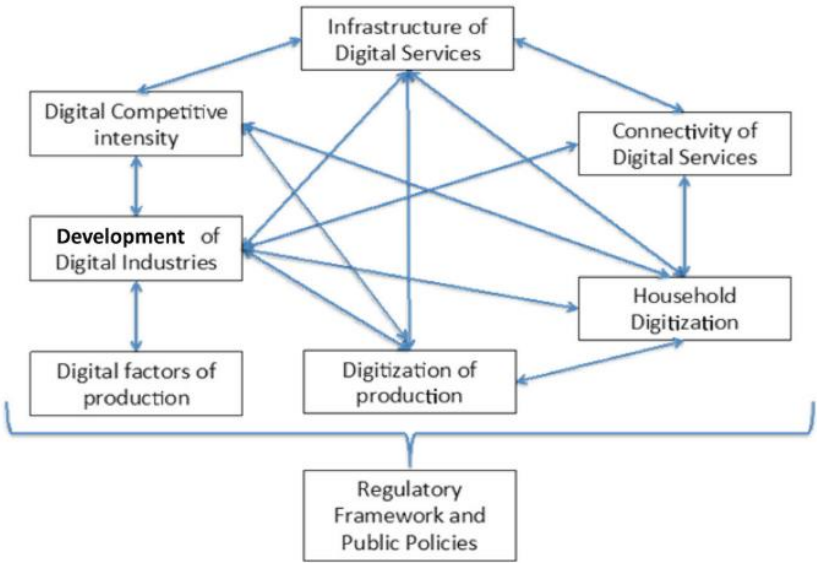 Infrastructure of
Digital Services
Digital Competitive
intensity
Connectivity of
Digital Services
Development of
Digital Industries
Household
Digitization
Digital factors of
production
Digitization of
production
Regulatory
Framework and
Public Policies